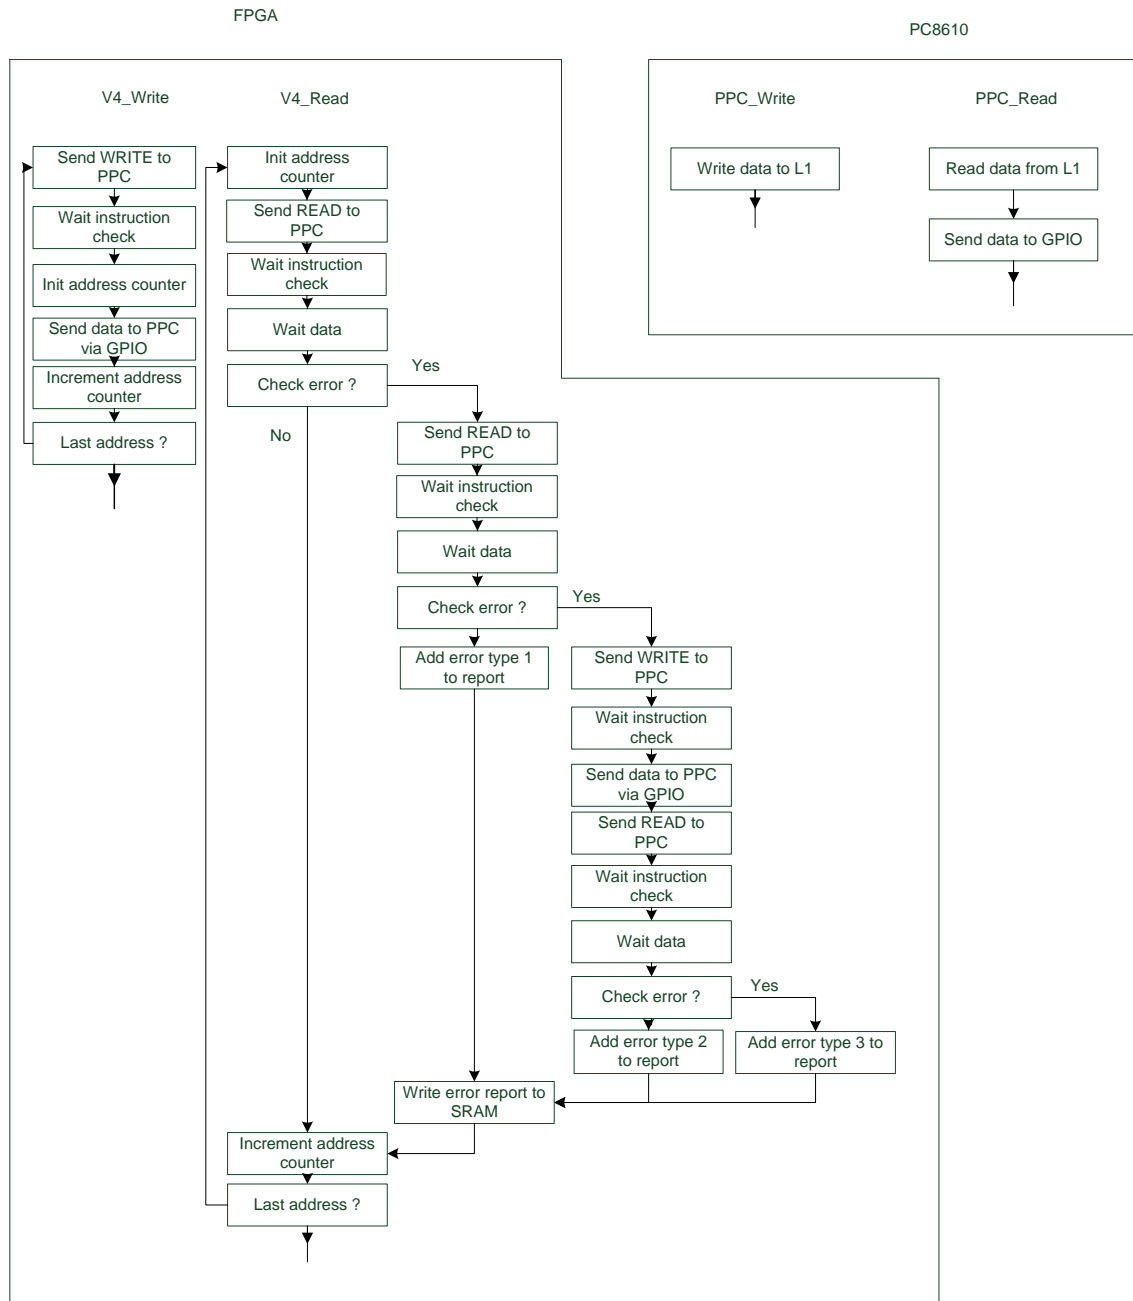 FPGA
PC8610
V4_Write
V4_Read
PPC_Write
PPC_Read
Send WRITE to
PPC
Wait instruction
check
Init address counter
Send data to PPC
via GPIO
Increment address
counter
Last address ?
Init address
counter
Send READ to
PPC
Wait instruction
check
Wait data
Check error ?
Yes
No
Send READ to
PPC
Wait instruction
check
Wait data
Check error ?
Yes
Add error type 1
to report
Send WRITE to
PPC
Wait instruction
check
Send data to PPC
via GPIO
Send READ to
PPC
Wait instruction
check
Wait data
Check error ?
Yes
Add error type 2
to report
Add error type 3 to
report
Write error report to
SRAM
Increment address
counter
Last address ?
Write data to L1
Read data from L1
Send data to GPIO